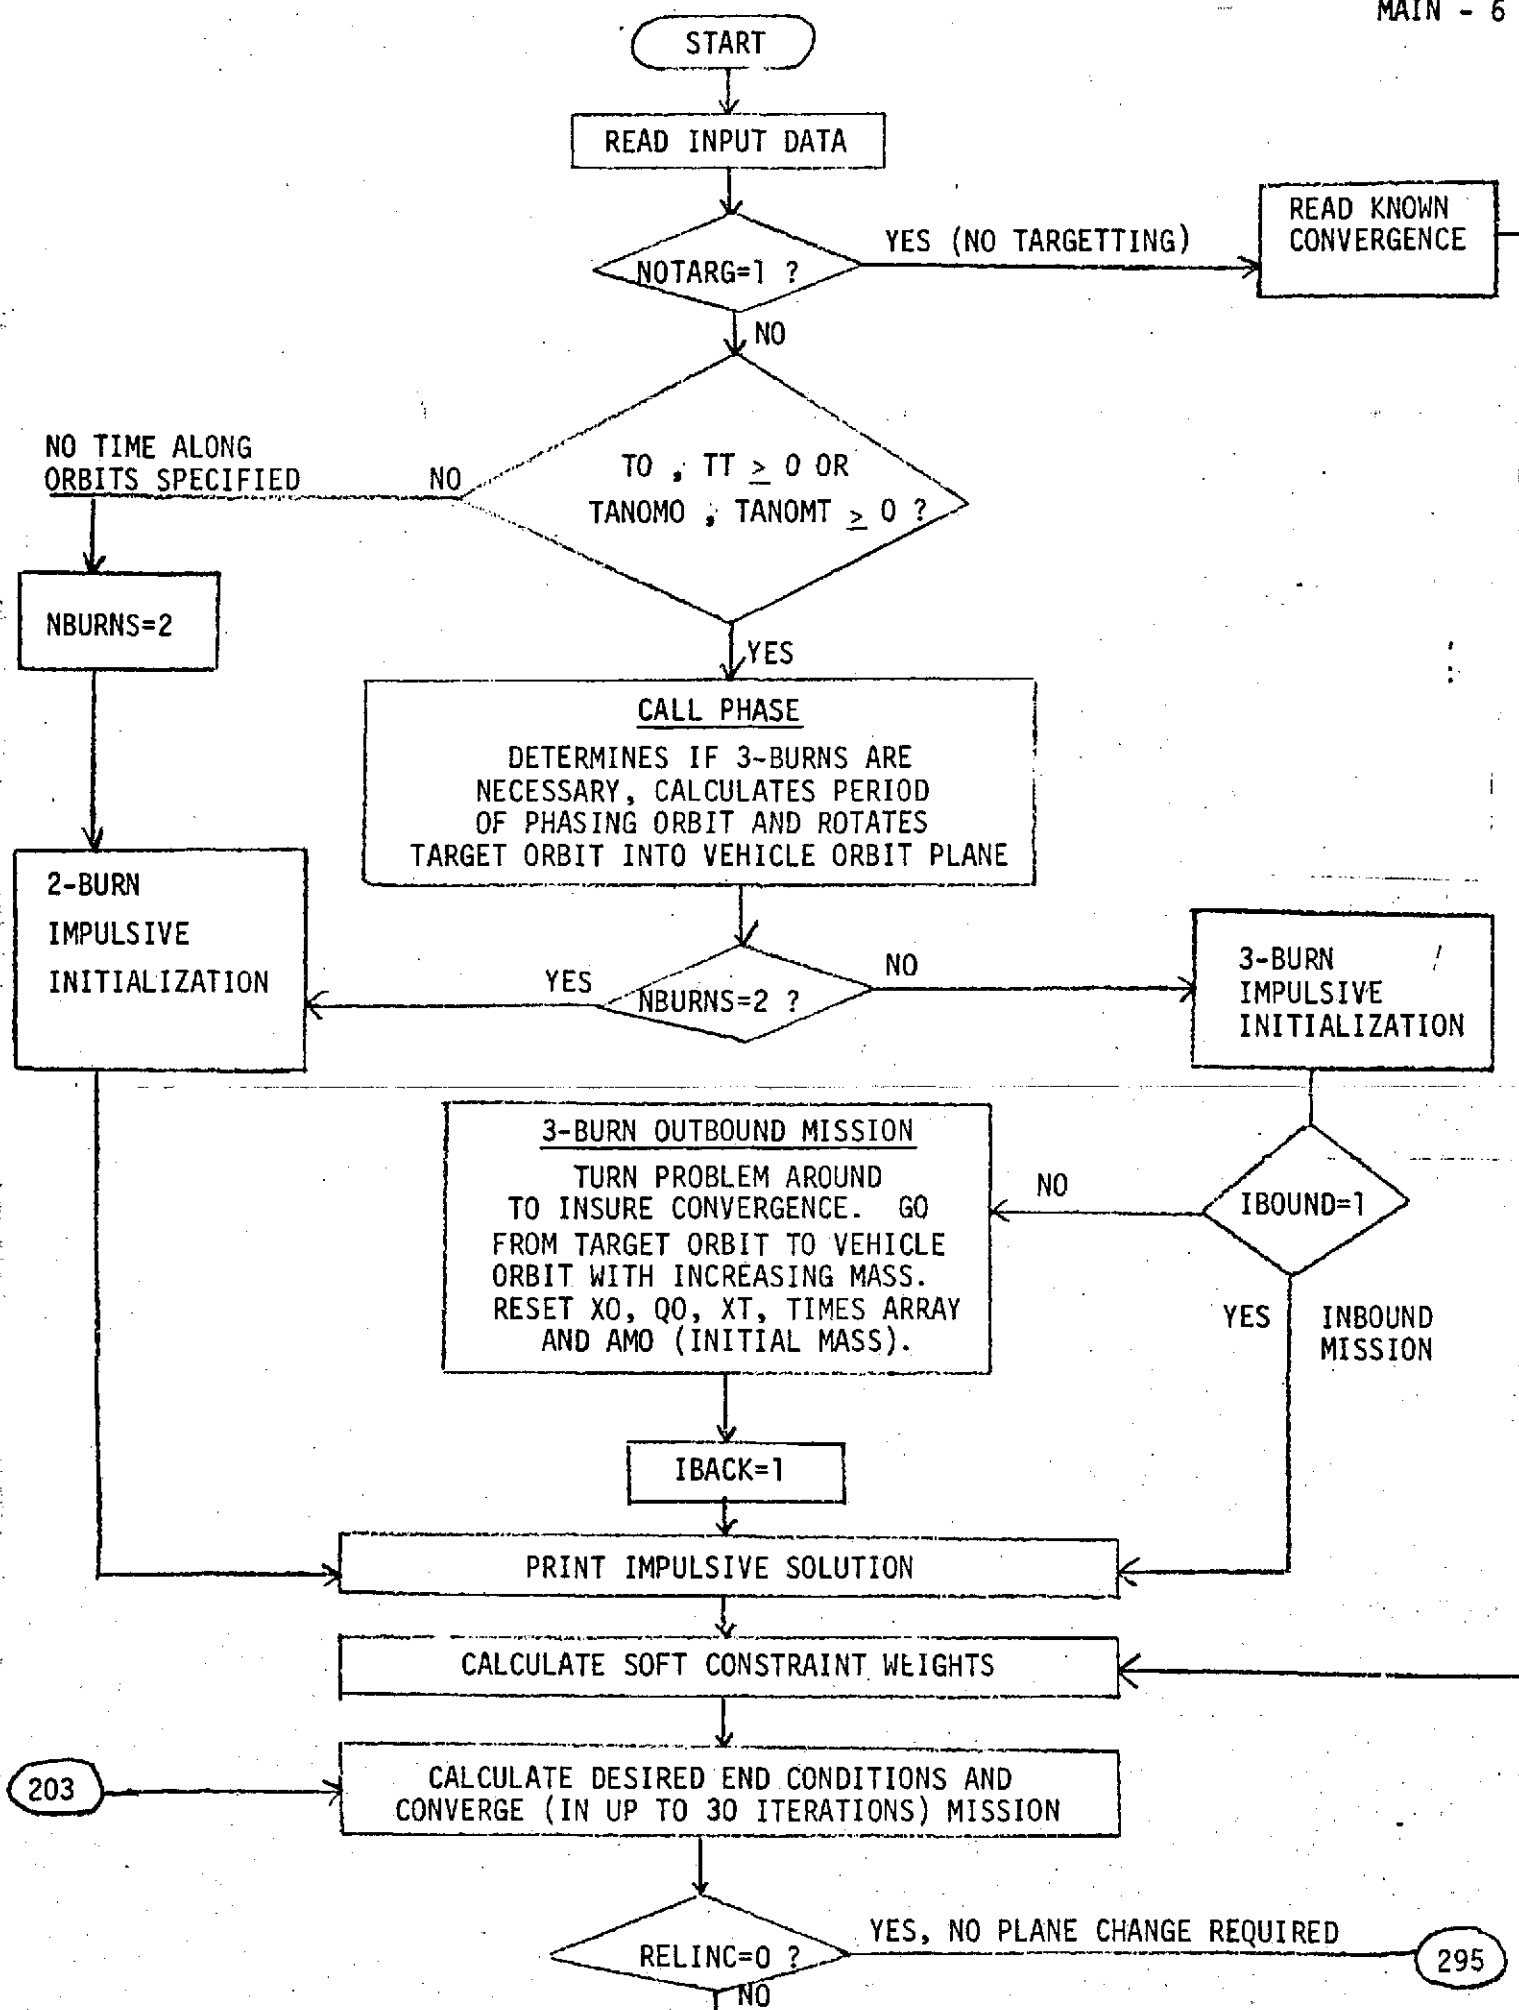 MAIN - 6
START
READ INPUT DATA
NOTARG=1 ?
YES (NO TARGETTING)
READ KNOWN
CONVERGENCE
NO
TO , TT ≥ 0 OR
TANOMO , TANOMT ≥ 0 ?
NO
NO TIME ALONG
ORBITS SPECIFIED
NBURNS=2
YES
CALL PHASE
DETERMINES IF 3-BURNS ARE
NECESSARY, CALCULATES PERIOD
OF PHASING ORBIT AND ROTATES
TARGET ORBIT INTO VEHICLE ORBIT PLANE
2-BURN
IMPULSIVE
INITIALIZATION
YES
NBURNS=2 ?
NO
3-BURN
IMPULSIVE
INITIALIZATION
3-BURN OUTBOUND MISSION
TURN PROBLEM AROUND
TO INSURE CONVERGENCE. GO
FROM TARGET ORBIT TO VEHICLE
ORBIT WITH INCREASING MASS.
RESET XO, QO, XT, TIMES ARRAY
AND AMO (INITIAL MASS).
NO
IBOUND=1
YES
INBOUND
MISSION
IBACK=1
PRINT IMPULSIVE SOLUTION
CALCULATE SOFT CONSTRAINT WEIGHTS
203
CALCULATE DESIRED END CONDITIONS AND
CONVERGE (IN UP TO 30 ITERATIONS) MISSION
RELINC=0 ?
YES, NO PLANE CHANGE REQUIRED
295
NO